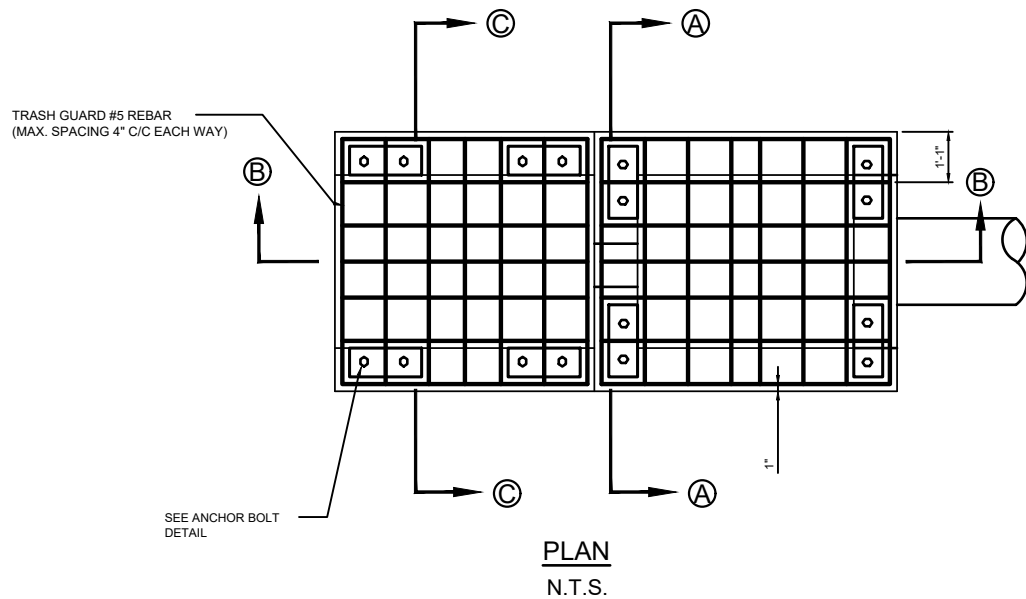 C
A
TRASH GUARD #5 REBAR
(MAX. SPACING 4" C/C EACH WAY)
1'-1"
B
B
1"
C
A
SEE ANCHOR BOLT
DETAIL
PLAN
N.T.S.